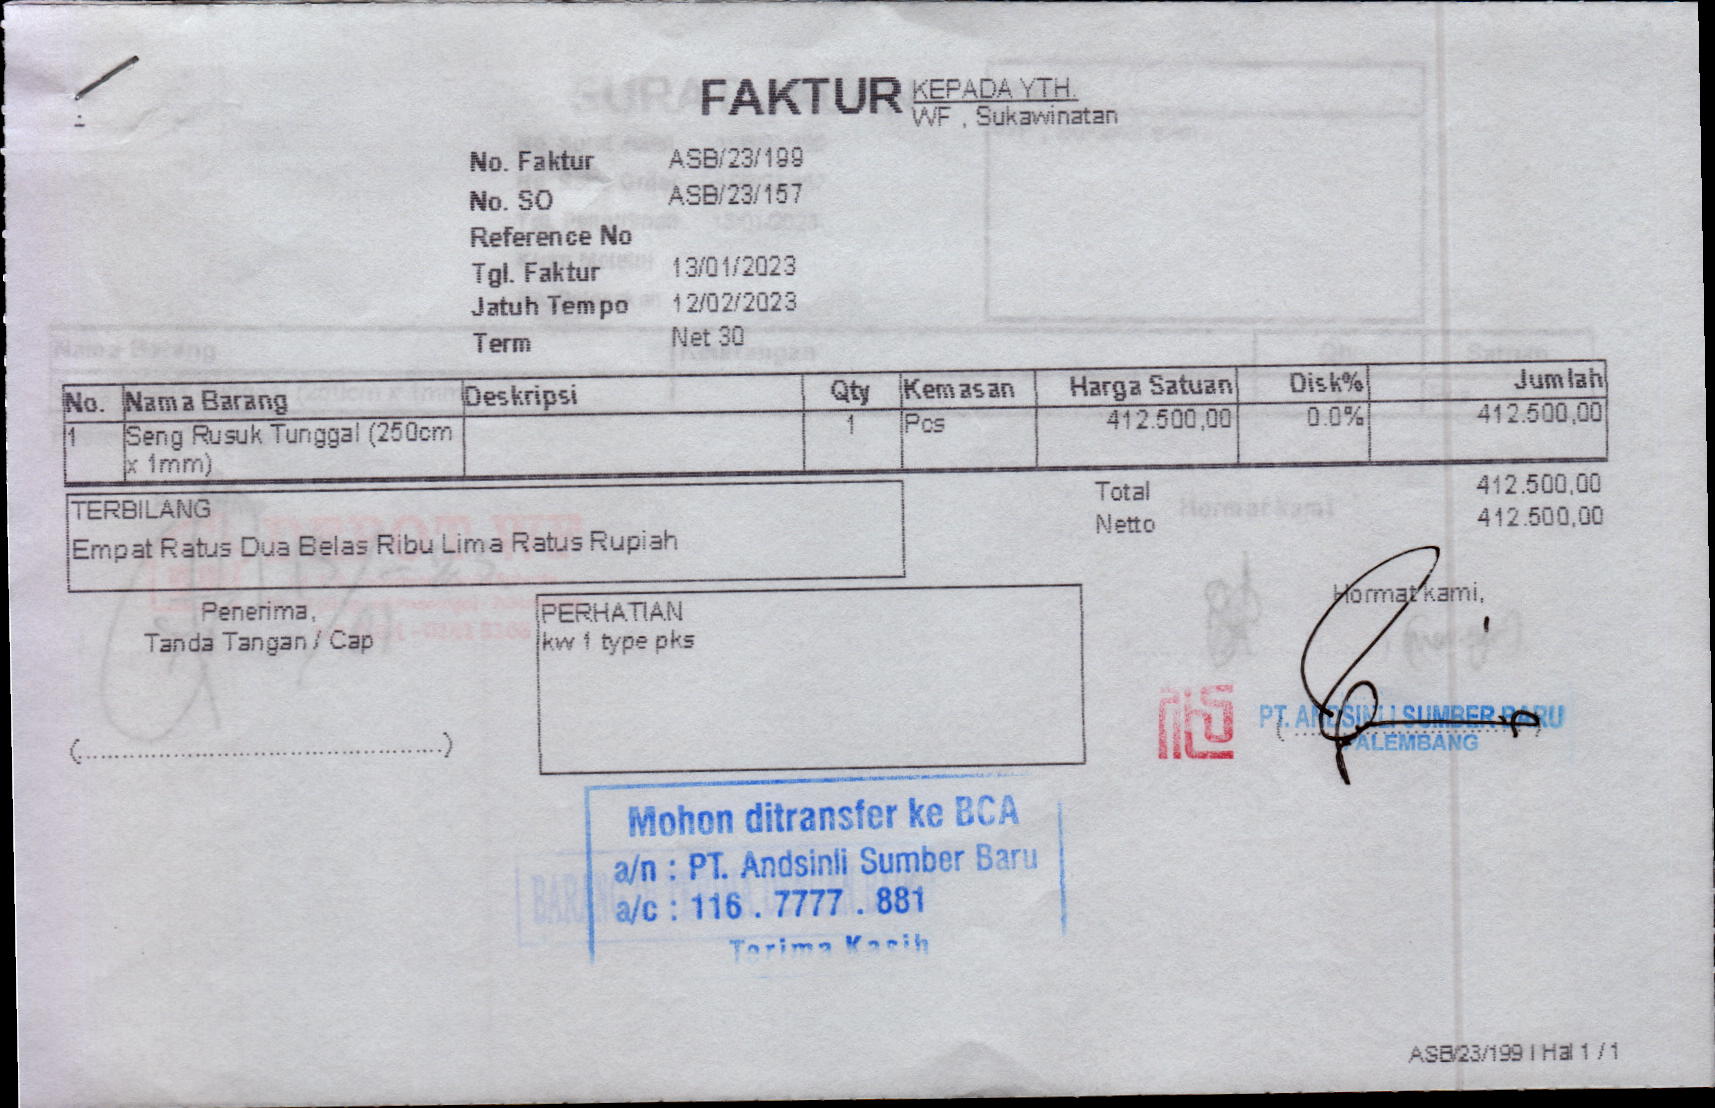 FAKTUR
KEPADA YTH.
WF , Sukawinatan
No. Faktur ASB/23/199
No. SO ASB/23/157
Reference No
Tgl. Faktur 13/01/2023
Jatuh Tempo 12/02/2023
Term Net 30
No. Nama Barang Deskripsi Qty Kemasan Harga Satuan Disk% Jumlah
1 Seng Rusuk Tunggal (250cm 1 Pcs 412.500,00 0.0% 412.500,00
x 1mm)
Total 412.500,00
Netto 412.500,00
TERBILANG
Empat Ratus Dua Belas Ribu Lima Ratus Rupiah
Penerima,
Tanda Tangan / Cap
(..................................................)
PERHATIAN
kw 1 type pks
Hormat kami,
PT. ANDSINLI SUMBER BARU
PALEMBANG
Mohon ditransfer ke BCA
a/n : PT. Andsinli Sumber Baru
a/c : 116 . 7777 . 881
Terima Kasih
ASB/23/199 | Hal 1 / 1